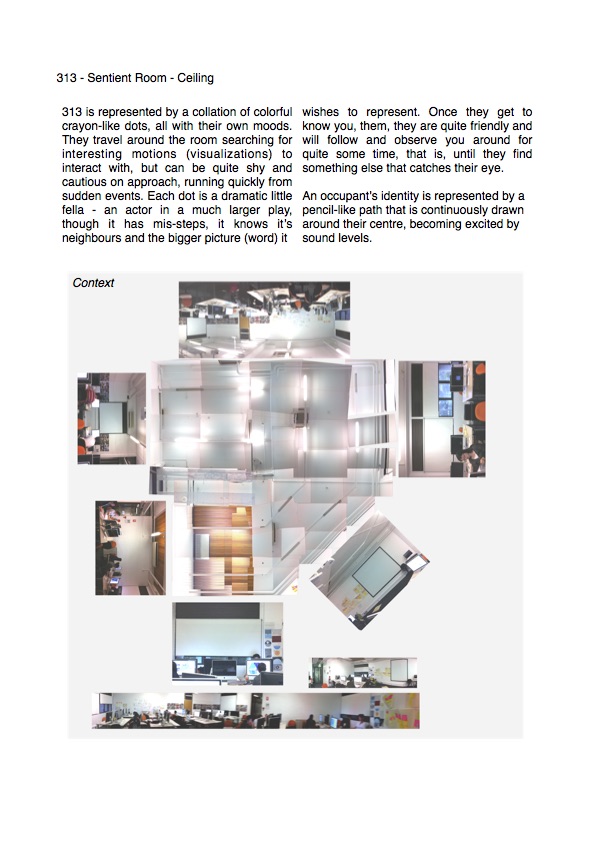 313 - Sentient Room - Ceiling
313 is represented by a collation of colorful
crayon-like dots, all with their own moods.
They travel around the room searching for
interesting motions (visualizations) to
interact with, but can be quite shy and
cautious on approach, running quickly from
sudden events. Each dot is a dramatic little
fella - an actor in a much larger play,
though it has mis-steps, it knows it's
neighbours and the bigger picture (word) it
wishes to represent. Once they get to
know you, them, they are quite friendly and
will follow and observe you around for
quite some time, that is, until they find
something else that catches their eye.
An occupant's identity is represented by a
pencil-like path that is continuously drawn
around their centre, becoming excited by
sound levels.
Context